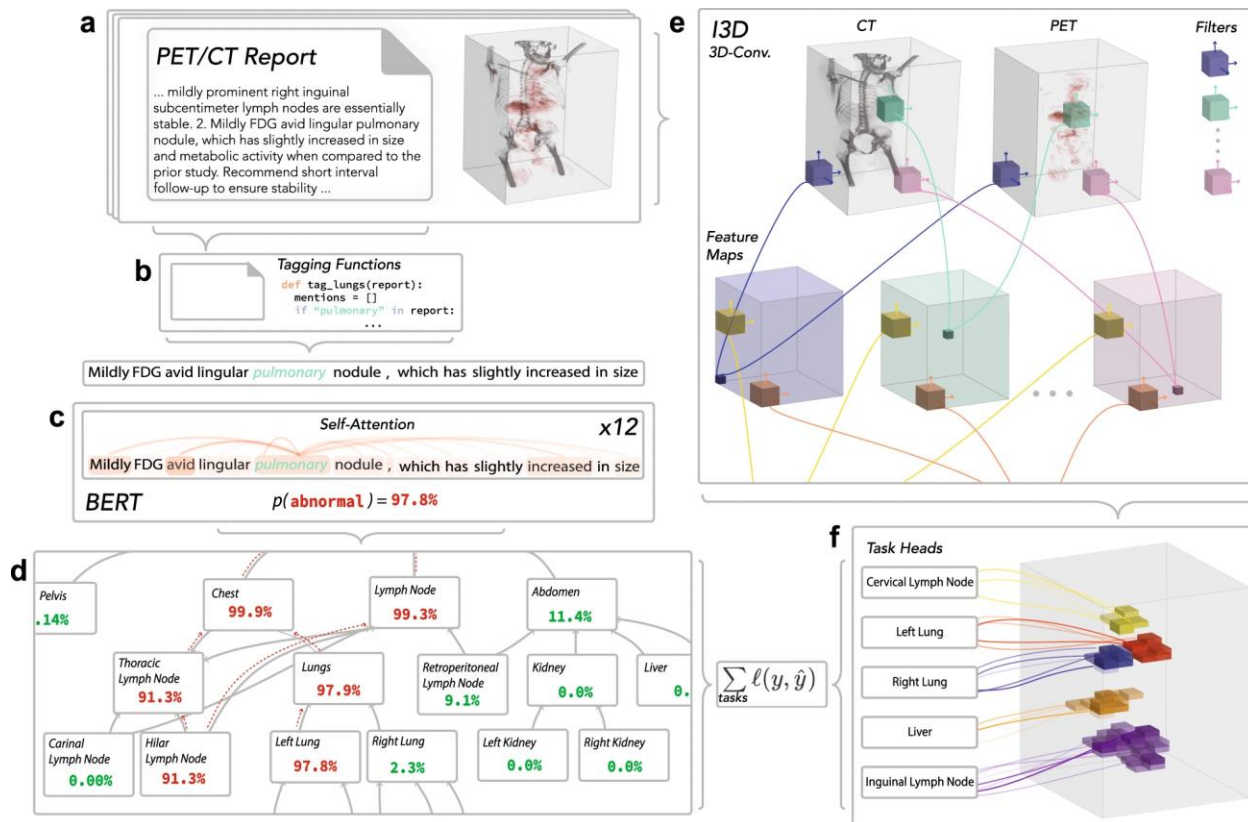 a
PET/CT Report
... mildly prominent right inguinal
subcentimeter lymph nodes are essentially
stable. 2. Mildly FDG avid lingular pulmonary
nodule, which has slightly increased in size
and metabolic activity when compared to the
prior study. Recommend short interval
follow-up to ensure stability ...
b
Tagging Functions
def tag_lungs(report):
mentions = []
if "pulmonary" in report:
...
Mildly FDG avid lingular pulmonary nodule , which has slightly increased in size
c
Self-Attention
x12
Mildly FDG avid lingular pulmonary nodule , which has slightly increased in size
BERT
p(abnormal) = 97.8%
d
Pelvis
.14%
Chest
99.9%
Lymph Node
99.3%
Abdomen
11.4%
Thoracic
Lymph Node
91.3%
Lungs
97.9%
Retroperitoneal
Lymph Node
9.1%
Kidney
0.0%
Liver
0.
Carinal
Lymph Node
0.00%
Hilar
Lymph Node
91.3%
Left Lung
97.8%
Right Lung
2.3%
Left Kidney
0.0%
Right Kidney
0.0%
∑ ℓ(y, ŷ)
tasks
e
I3D
3D-Conv.
CT
PET
Filters
Feature
Maps
f
Task Heads
Cervical Lymph Node
Left Lung
Right Lung
Liver
Inguinal Lymph Node